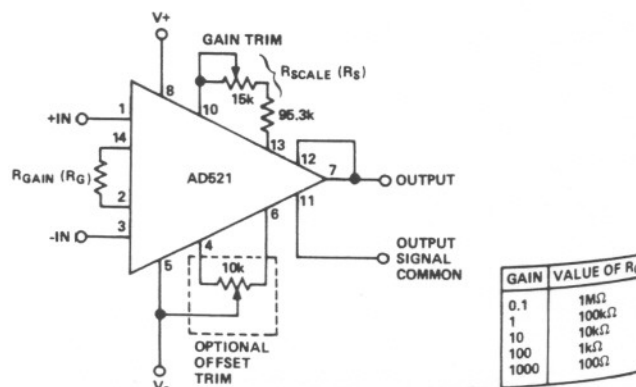 V+
GAIN TRIM
RSCALE (RS)
15k
95.3k
8
10
13
+IN
1
14
RGAIN (RG)
2
-IN
3
AD521
12
7
OUTPUT
11
6
4
5
OUTPUT
SIGNAL
COMMON
10k
OPTIONAL
OFFSET
TRIM
GAIN VALUE OF
0.1 1MΩ
1 100kΩ
10 10kΩ
100 1kΩ
1000 100Ω